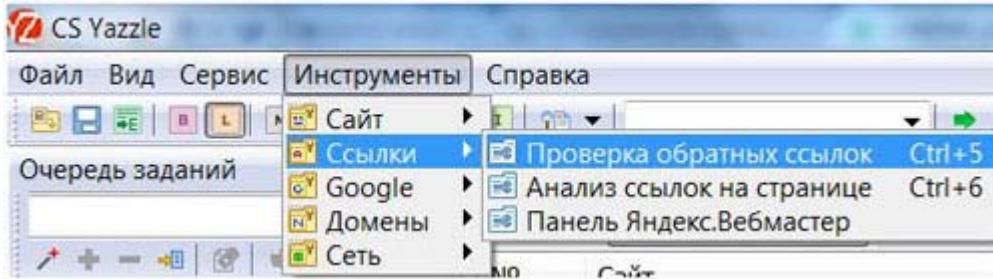 CS Yazzle
Файл Вид Сервис Инструменты Справка
B L
Сайт
Ссылки Проверка обратных ссылок Ctrl+5
Очередь заданий
Google Анализ ссылок на странице Ctrl+6
Домены Панель Яндекс.Вебмастер
Сеть
№ Сайт